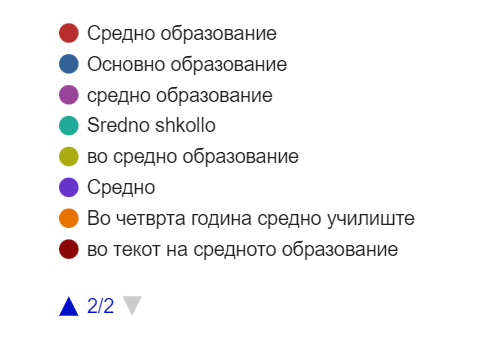 Средно образование
Основно образование
средно образование
Sredno shkollo
во средно образование
Средно
Во четврта година средно училиште
во текот на средното образование
2/2